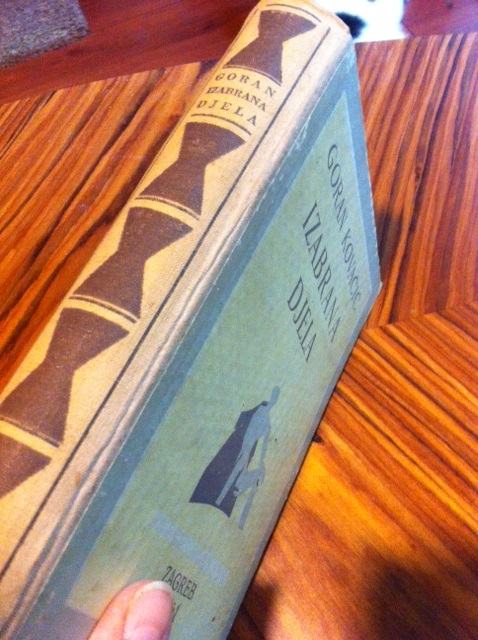 GORAN
IZABRANA
DJELA
GORAN KOVAČIĆ
IZABRANA
DJELA
ZAGREB